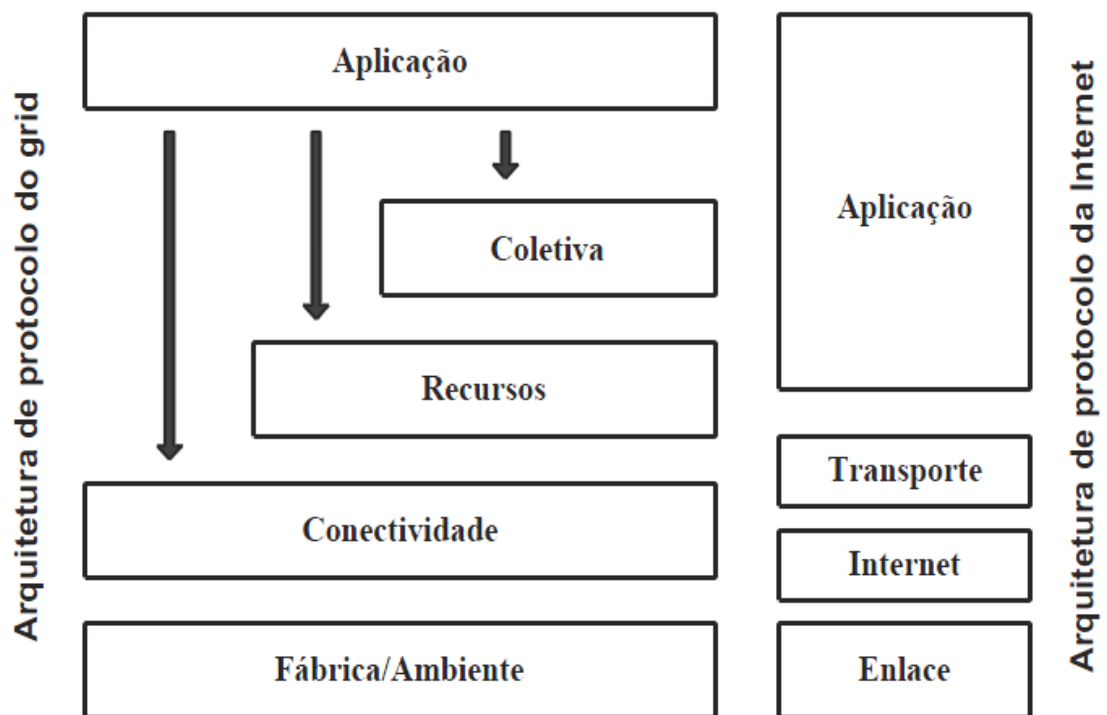 Arquitetura de protocolo do grid
Aplicação
Coletiva
Recursos
Conectividade
Fábrica/Ambiente
Aplicação
Transporte
Internet
Enlace
Arquitetura de protocolo da Internet